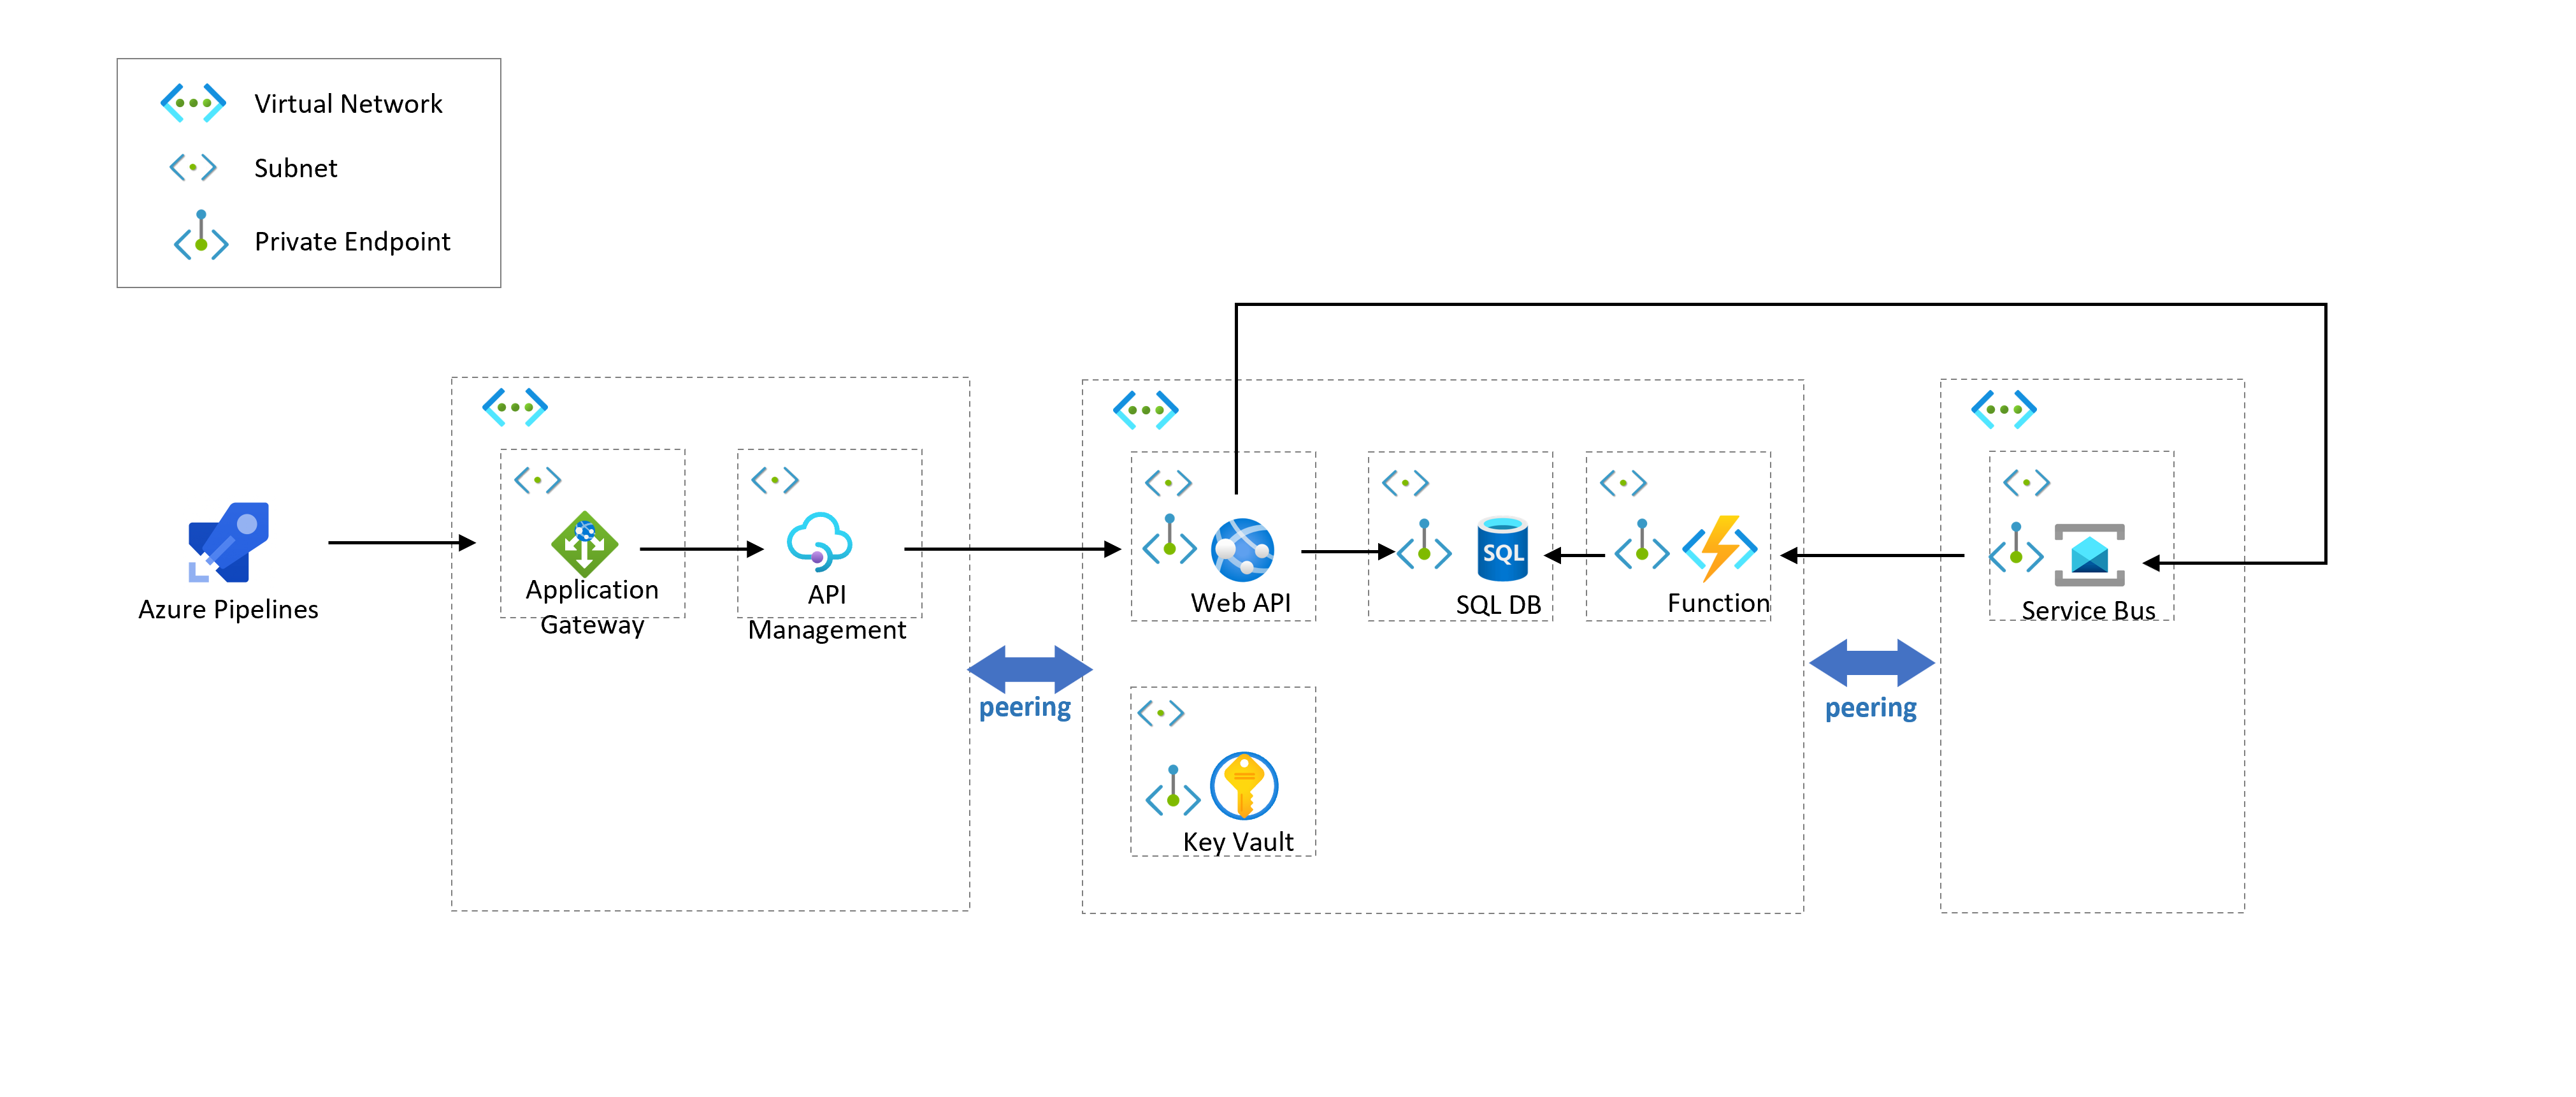 Virtual Network
Subnet
Private Endpoint
Azure Pipelines
Application
Gateway
API
Management
peering
Web API
SQL
SQL DB
Function
Key Vault
peering
Service Bus